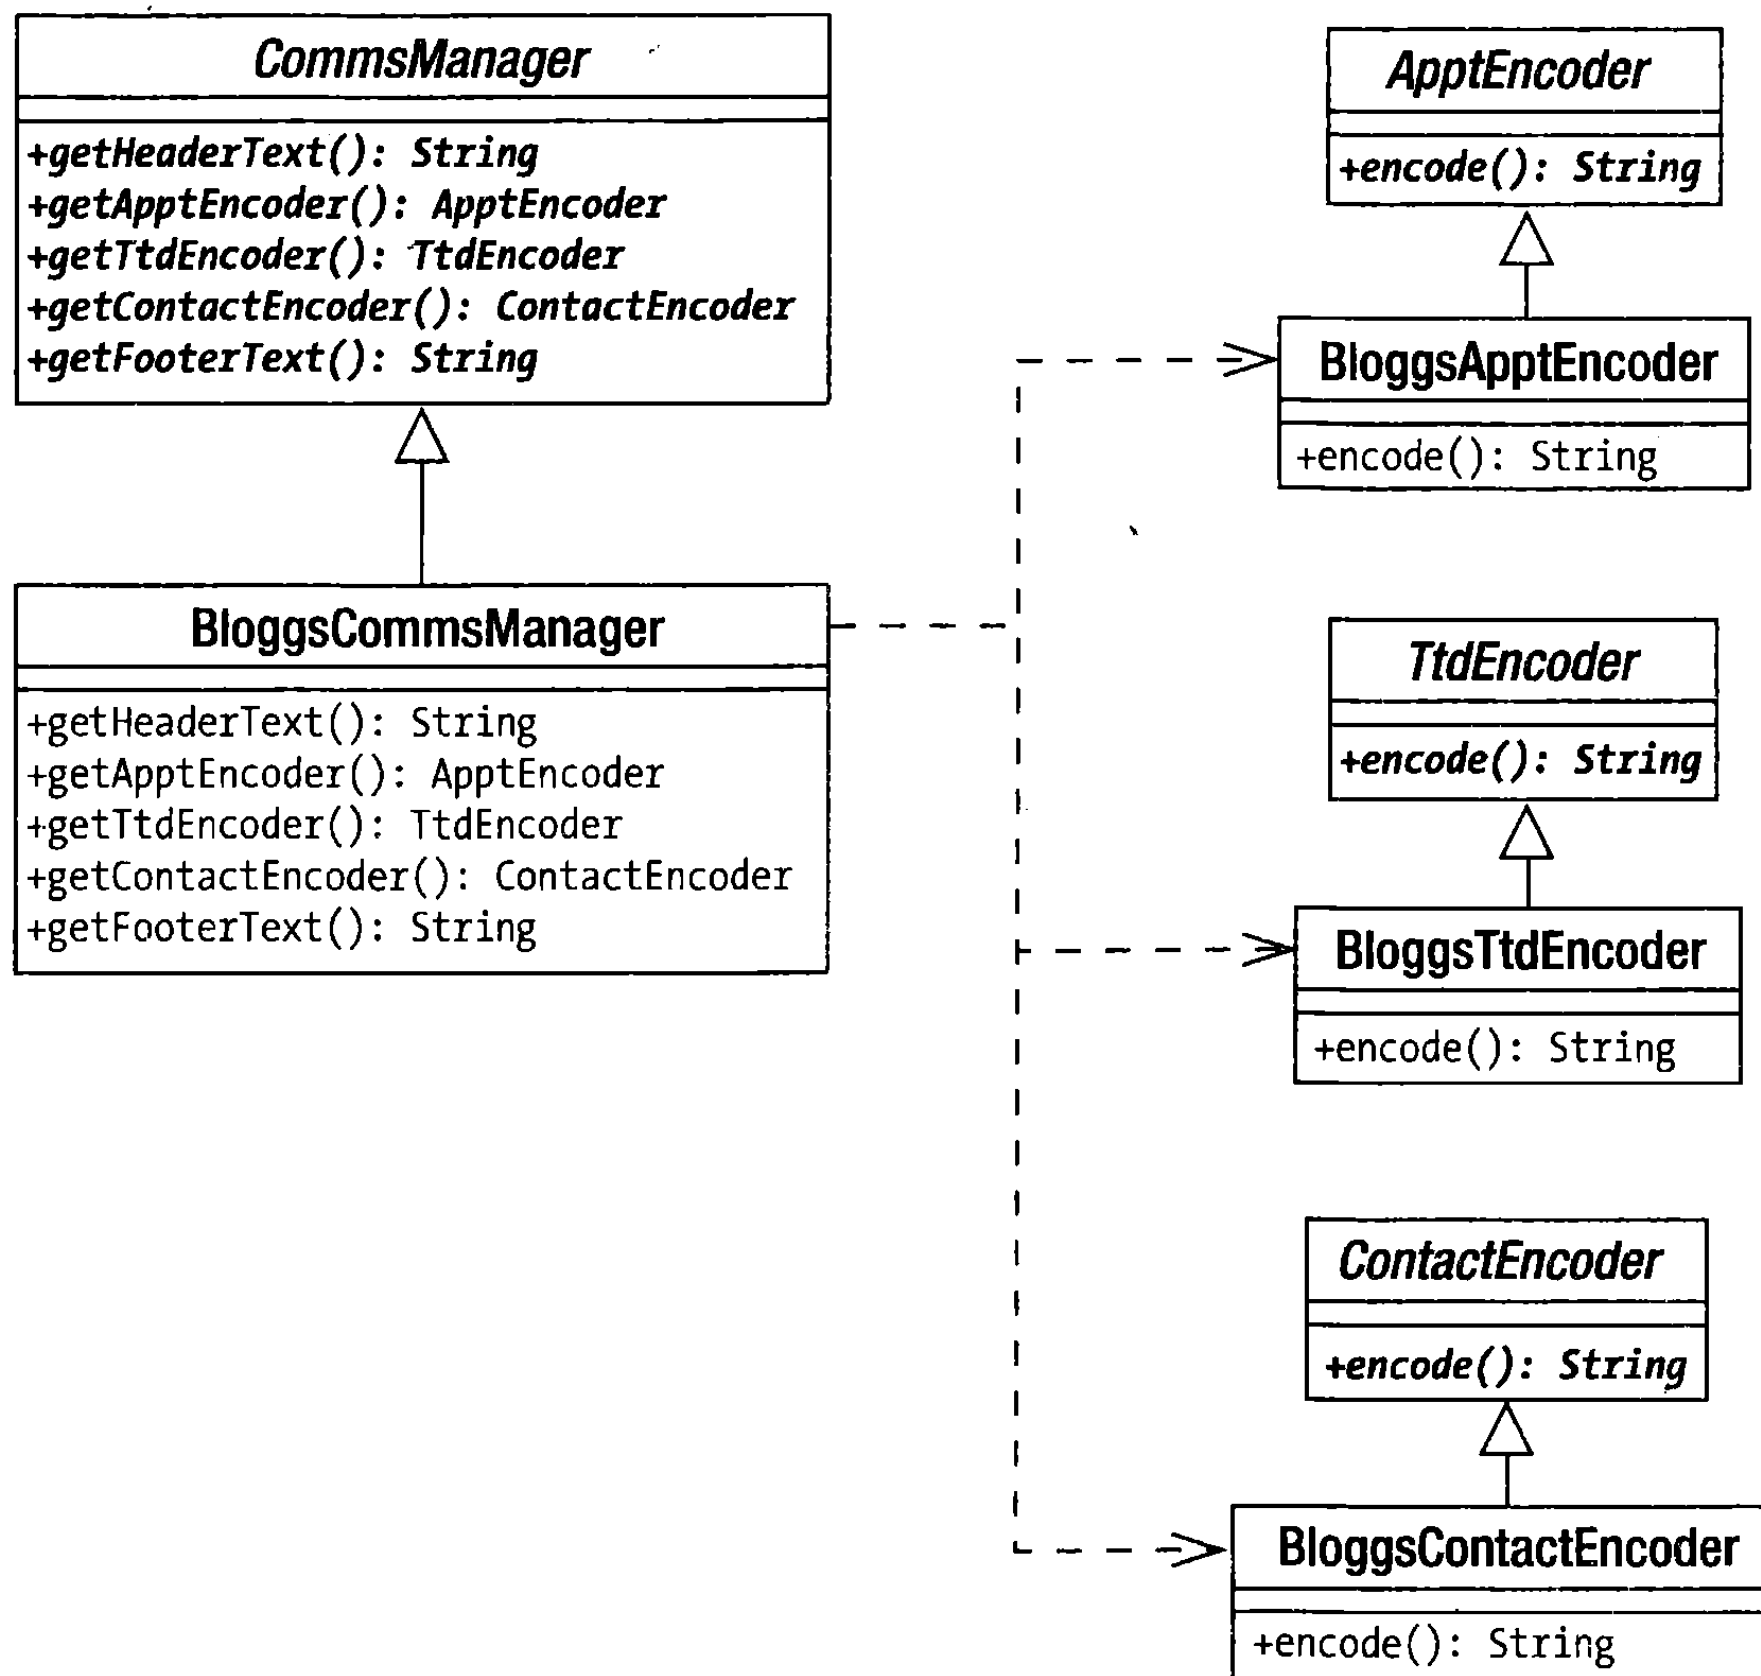 CommsManager
+getHeaderText(): String
+getApptEncoder(): ApptEncoder
+getTtdEncoder(): TtdEncoder
+getContactEncoder(): ContactEncoder
+getFooterText(): String
BloggsCommsManager
+getHeaderText(): String
+getApptEncoder(): ApptEncoder
+getTtdEncoder(): TtdEncoder
+getContactEncoder(): ContactEncoder
+getFooterText(): String
ApptEncoder
+encode(): String
BloggsApptEncoder
+encode(): String
TtdEncoder
+encode(): String
BloggsTtdEncoder
+encode(): String
ContactEncoder
+encode(): String
BloggsContactEncoder
+encode(): String